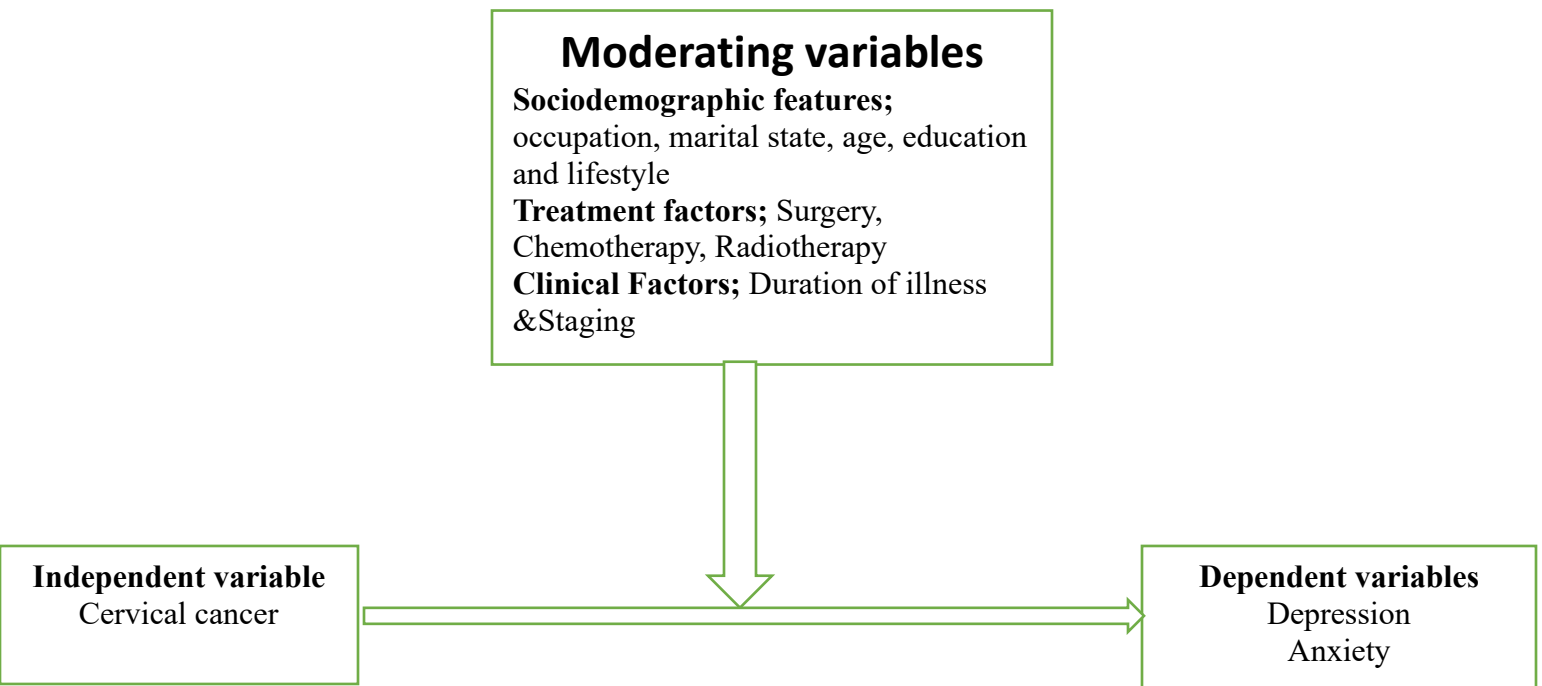 Moderating variables
Sociodemographic features;
occupation, marital state, age, education
and lifestyle
Treatment factors; Surgery,
Chemotherapy, Radiotherapy
Clinical Factors; Duration of illness
&Staging
Independent variable
Cervical cancer
Dependent variables
Depression
Anxiety